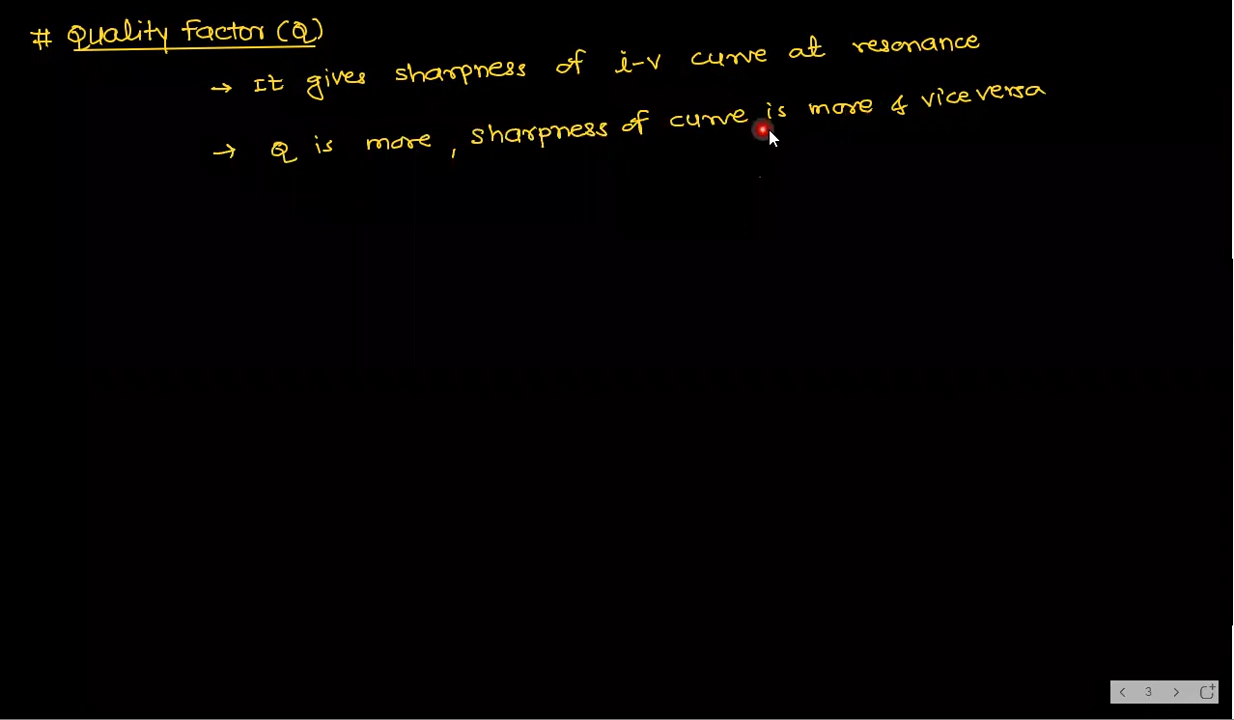 # Quality Factor (Q)
→ It gives sharpness of i-v curve at resonance
→ Q is more, sharpness of curve is more & vice versa
< 3 >